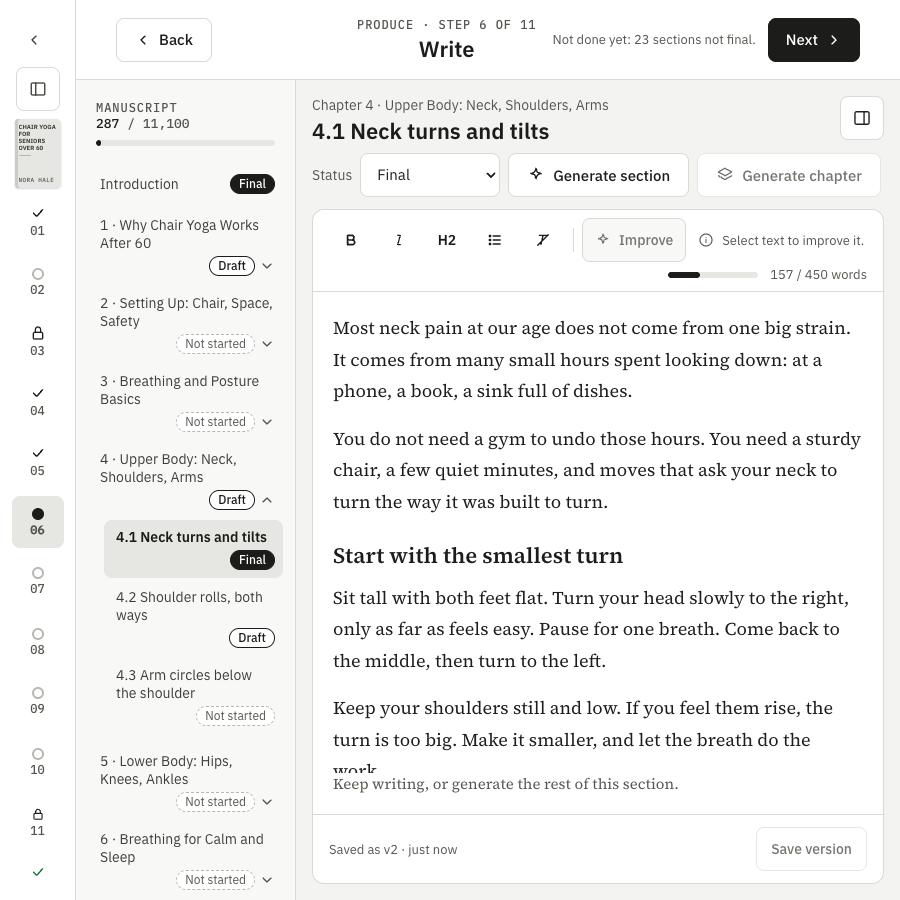 Back
PRODUCE · STEP 6 OF 11
Write
Not done yet: 23 sections not final.
Next
CHAIR YOGA
FOR
SENIORS
OVER 60
NORA HALE
01
02
03
04
05
06
07
08
09
10
11
MANUSCRIPT
287 / 11,100
Introduction
Final
1 · Why Chair Yoga Works
After 60
Draft
2 · Setting Up: Chair, Space,
Safety
Not started
3 · Breathing and Posture
Basics
Not started
4 · Upper Body: Neck,
Shoulders, Arms
Draft
4.1 Neck turns and tilts
Final
4.2 Shoulder rolls, both
ways
Draft
4.3 Arm circles below
the shoulder
Not started
5 · Lower Body: Hips,
Knees, Ankles
Not started
6 · Breathing for Calm and
Sleep
Not started
Chapter 4 · Upper Body: Neck, Shoulders, Arms
4.1 Neck turns and tilts
Status
Final
Generate section
Generate chapter
B
I
H2
Improve
Select text to improve it.
157 / 450 words
Most neck pain at our age does not come from one big strain.
It comes from many small hours spent looking down: at a
phone, a book, a sink full of dishes.
You do not need a gym to undo those hours. You need a sturdy
chair, a few quiet minutes, and moves that ask your neck to
turn the way it was built to turn.
Start with the smallest turn
Sit tall with both feet flat. Turn your head slowly to the right,
only as far as feels easy. Pause for one breath. Come back to
the middle, then turn to the left.
Keep your shoulders still and low. If you feel them rise, the
turn is too big. Make it smaller, and let the breath do the
work
Keep writing, or generate the rest of this section.
Saved as v2 · just now
Save version